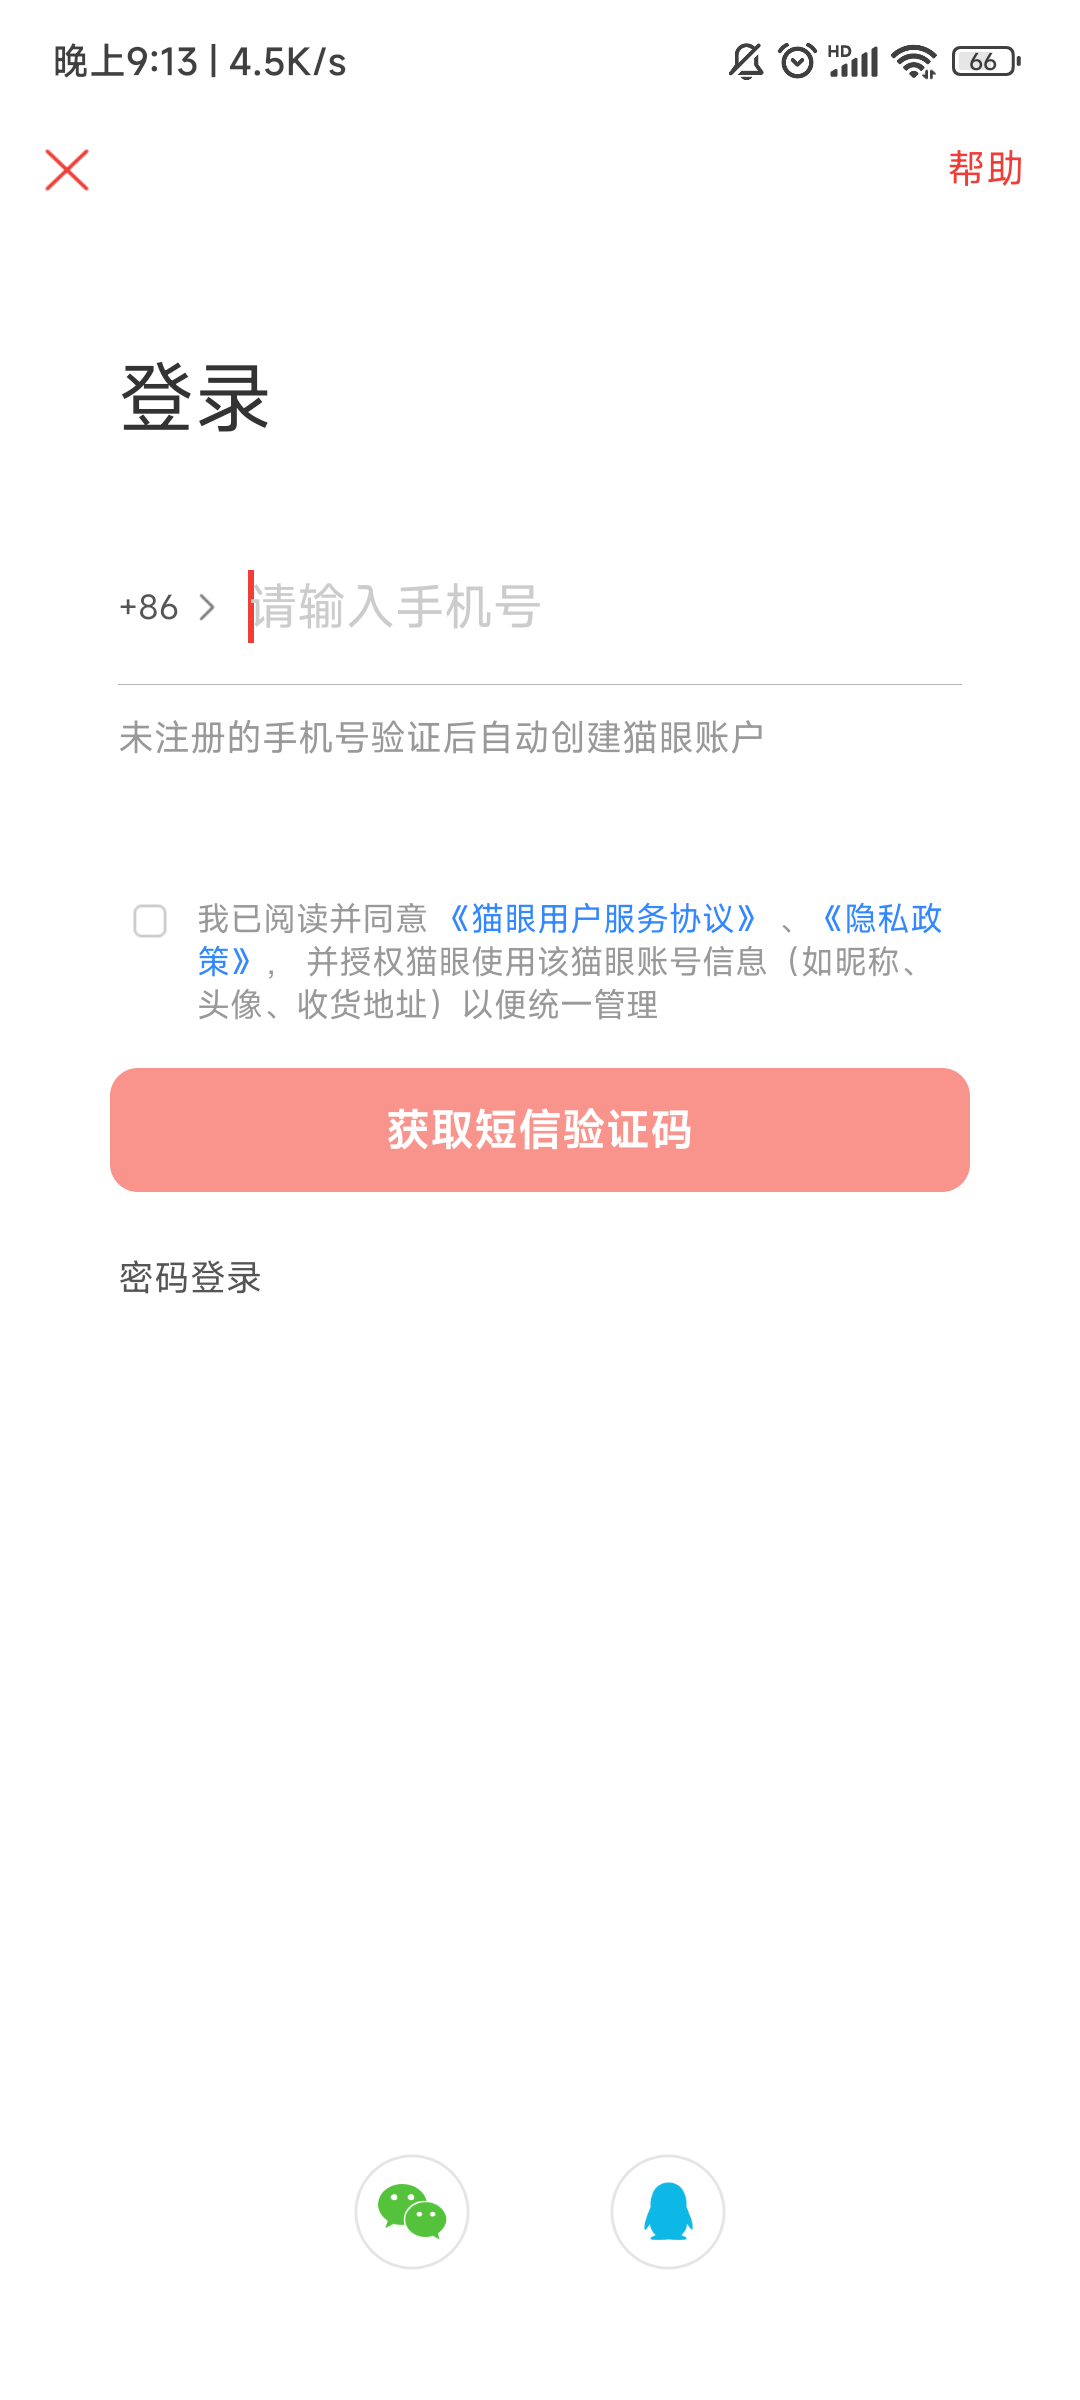 晚上9:13 | 4.5K/s
HD
66
帮助
登录
+86
请输入手机号
未注册的手机号验证后自动创建猫眼账户
我已阅读并同意 《猫眼用户服务协议》 、《隐私政
策》, 并授权猫眼使用该猫眼账号信息（如昵称、
头像、收货地址）以便统一管理
获取短信验证码
密码登录